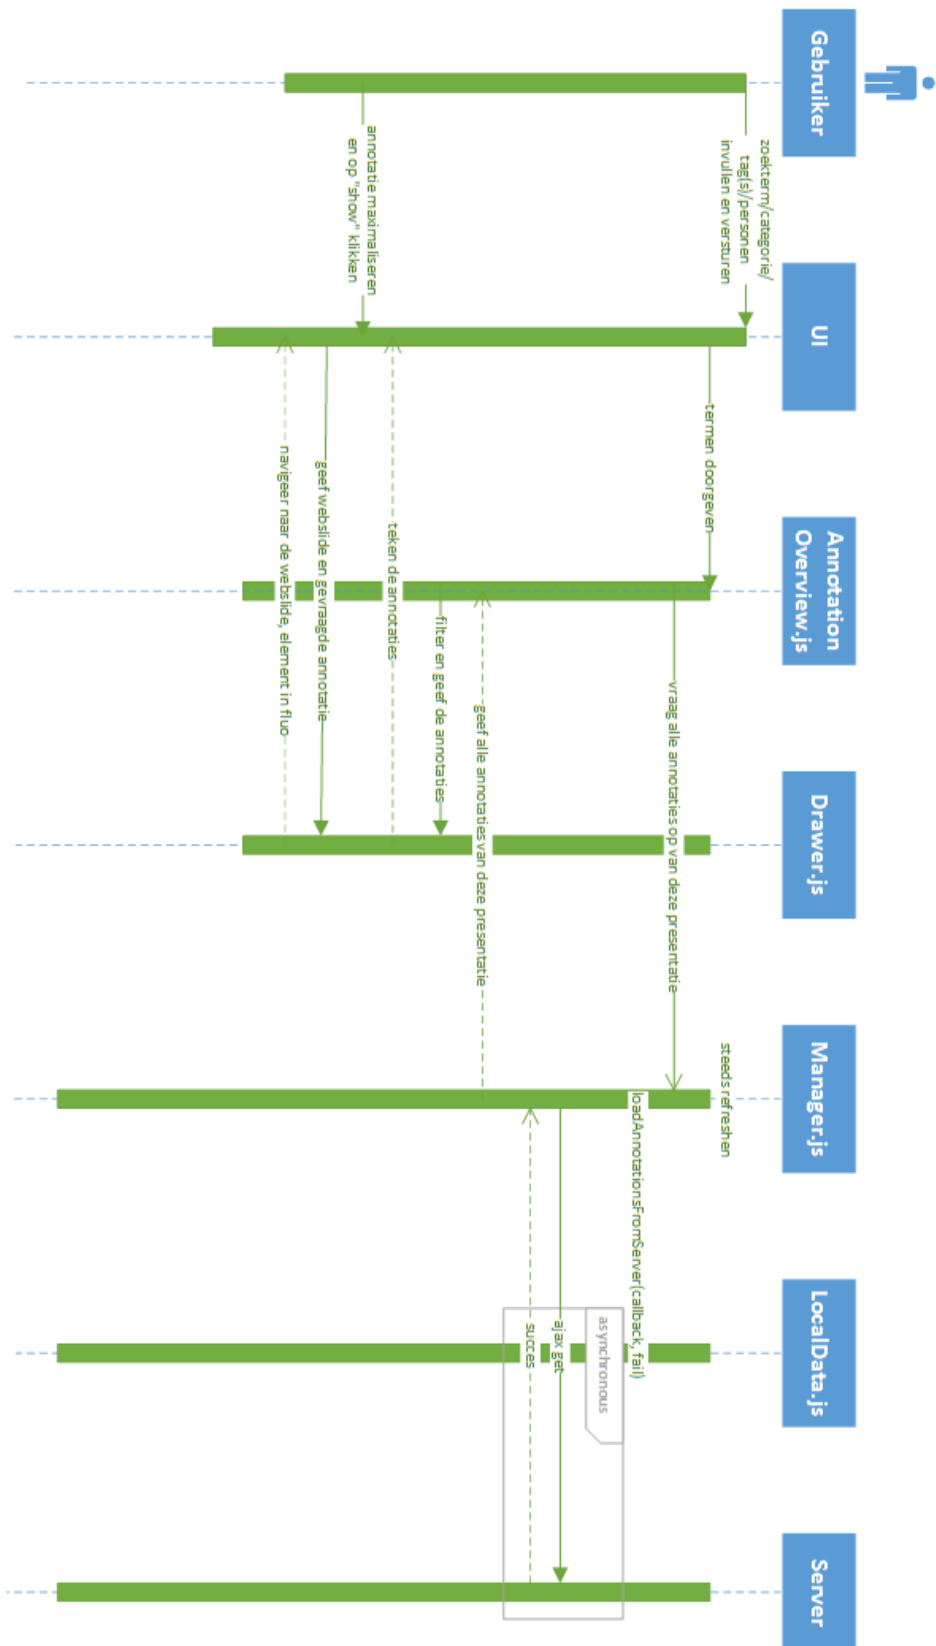 Gebruiker
UI
Annotation
Overview.js
Drawer.js
Manager.js
LocalData.js
Server
zoekterm/categorie/
tag(s)/personen
invullen en versturen
steeds refreshen
termen doorgeven
vraag alle annotaties op van deze presentatie
loadAnnotationsFromServer(callback, fail)
asynchronous
ajax get
succes
geef alle annotaties van deze presentatie
filter en geef de annotaties
teken de annotaties
annotatie maximaliseren
en op "show" klikken
geef webslide en gevraagde annotatie
navigeer naar de webslide, element in fluo